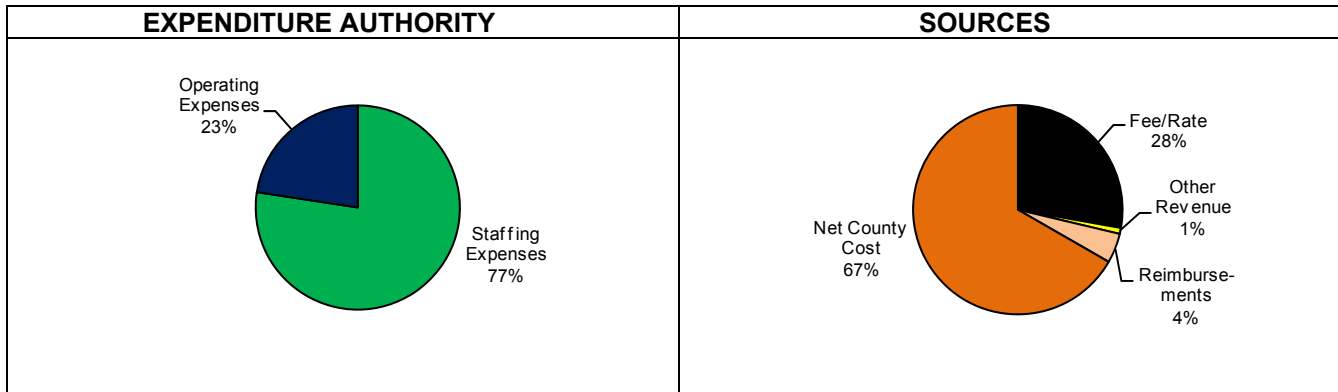 EXPENDITURE AUTHORITY
Operating
Expenses
23%
Staffing
Expenses
77%
SOURCES
Fee/Rate
28%
Other
Revenue
1%
Reimburse-
ments
4%
Net County
Cost
67%